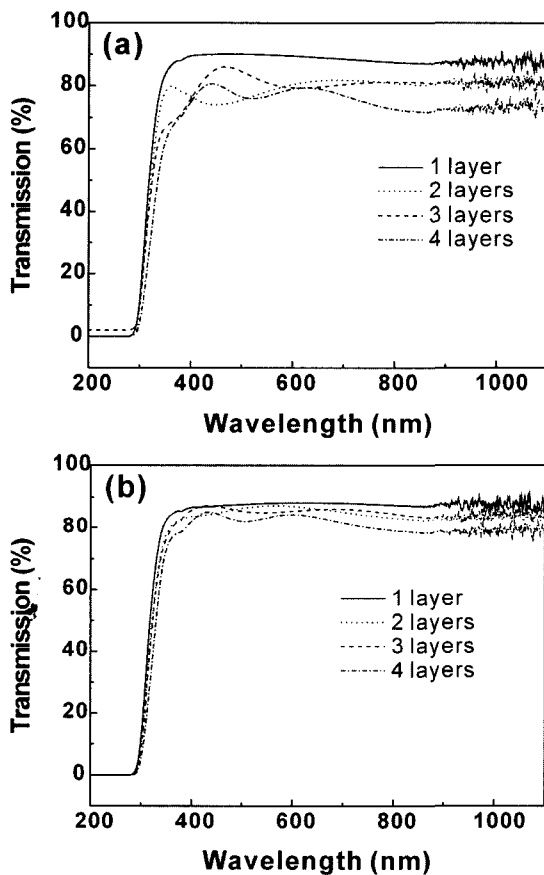 (a)
100
80
60
40
20
0
Transmission (%)
1 layer
2 layers
3 layers
4 layers
200 400 600 800 1000
Wavelength (nm)
(b)
100
80
60
40
20
0
Transmission (%)
1 layer
2 layers
3 layers
4 layers
200 400 600 800 1000
Wavelength (nm)